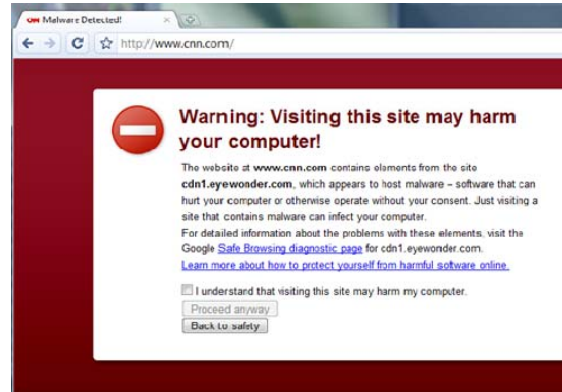 CNN Malware Detected!
http://www.cnn.com/
Warning: Visiting this site may harm
your computer!
The website at www.cnn.com contains elements from the site
cdn1.eyewonder.com, which appears to host malware – software that can
hurt your computer or otherwise operate without your consent. Just visiting a
site that contains malware can infect your computer.
For detailed information about the problems with these elements, visit the
Google Safe Browsing diagnostic page for cdn1.eyewonder.com.
Learn more about how to protect yourself from harmful software online.
I understand that visiting this site may harm my computer.
Proceed anyway
Back to safety